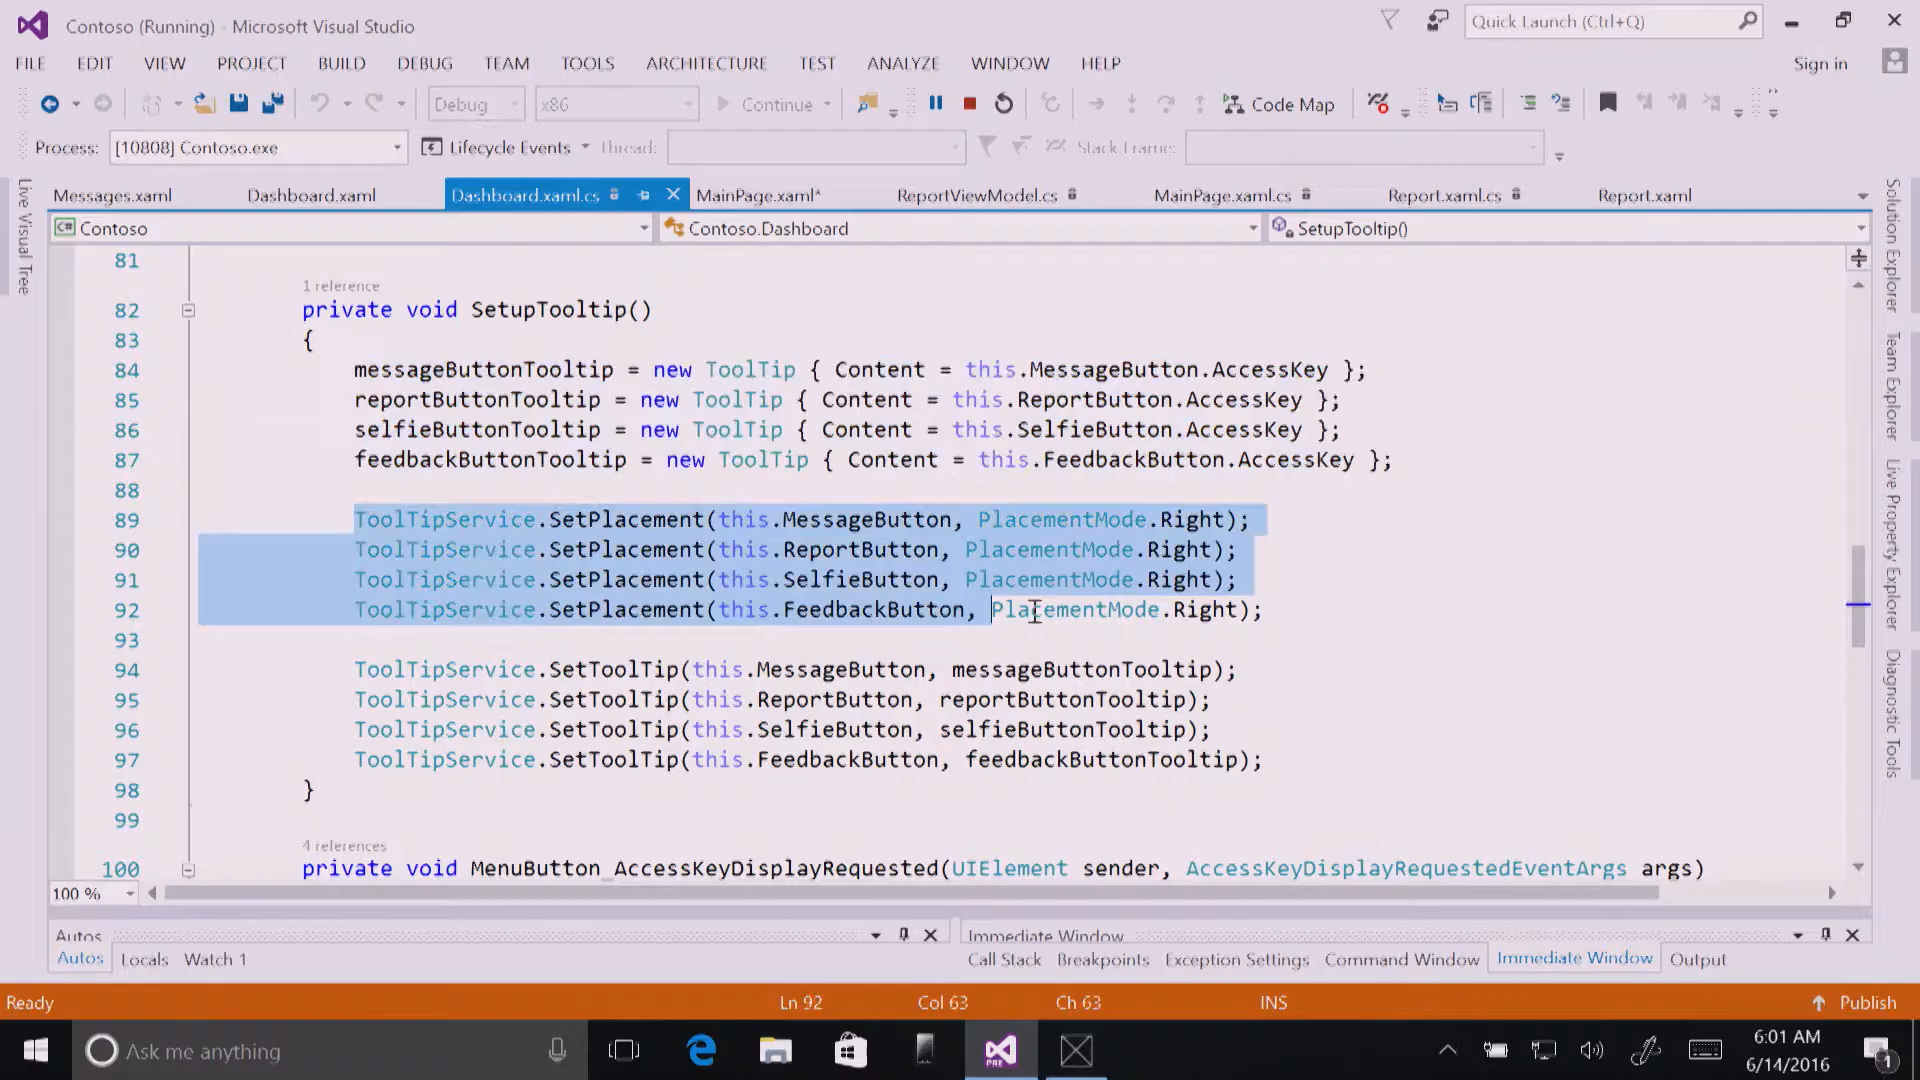 Contoso (Running) - Microsoft Visual Studio
Quick Launch (Ctrl+Q)
FILE EDIT VIEW PROJECT BUILD DEBUG TEAM TOOLS ARCHITECTURE TEST ANALYZE WINDOW HELP
Sign in
Debug x86 Continue Code Map
Process: [10808] Contoso.exe Lifecycle Events Thread: Stack Frame:
Messages.xaml Dashboard.xaml Dashboard.xaml.cs MainPage.xaml* ReportViewModel.cs MainPage.xaml.cs Report.xaml.cs Report.xaml
Contoso Contoso.Dashboard SetupTooltip()
Live Visual Tree
81
1 reference
82 private void SetupTooltip()
83 {
84 messageButtonTooltip = new ToolTip { Content = this.MessageButton.AccessKey };
85 reportButtonTooltip = new ToolTip { Content = this.ReportButton.AccessKey };
86 selfieButtonTooltip = new ToolTip { Content = this.SelfieButton.AccessKey };
87 feedbackButtonTooltip = new ToolTip { Content = this.FeedbackButton.AccessKey };
88
89 ToolTipService.SetPlacement(this.MessageButton, PlacementMode.Right);
90 ToolTipService.SetPlacement(this.ReportButton, PlacementMode.Right);
91 ToolTipService.SetPlacement(this.SelfieButton, PlacementMode.Right);
92 ToolTipService.SetPlacement(this.FeedbackButton, PlacementMode.Right);
93
94 ToolTipService.SetToolTip(this.MessageButton, messageButtonTooltip);
95 ToolTipService.SetToolTip(this.ReportButton, reportButtonTooltip);
96 ToolTipService.SetToolTip(this.SelfieButton, selfieButtonTooltip);
97 ToolTipService.SetToolTip(this.FeedbackButton, feedbackButtonTooltip);
98 }
99
4 references
100 private void MenuButton_AccessKeyDisplayRequested(UIElement sender, AccessKeyDisplayRequestedEventArgs args)
Solution Explorer
Team Explorer
Live Property Explorer
Diagnostic Tools
100 %
Autos Immediate Window
Autos Locals Watch 1 Call Stack Breakpoints Exception Settings Command Window Immediate Window Output
Ready Ln 92 Col 63 Ch 63 INS Publish
Ask me anything
PRE
6:01 AM
6/14/2016
1